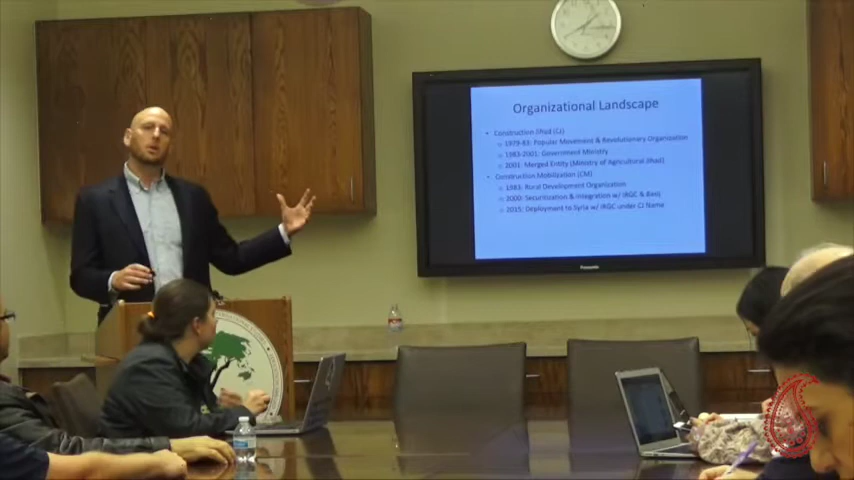 Organizational Landscape
• Construction Jihad (CJ)
o 1979-83: Popular Movement & Revolutionary Organization
o 1983-2001: Government Ministry
o 2001: Merged Entity (Ministry of Agricultural Jihad)
• Construction Mobilization (CM)
o 1983: Rural Development Organization
o 2000: Securitization & Integration w/ IRGC & Basij
o 2015: Deployment to Syria w/ IRGC under CJ Name
Panasonic